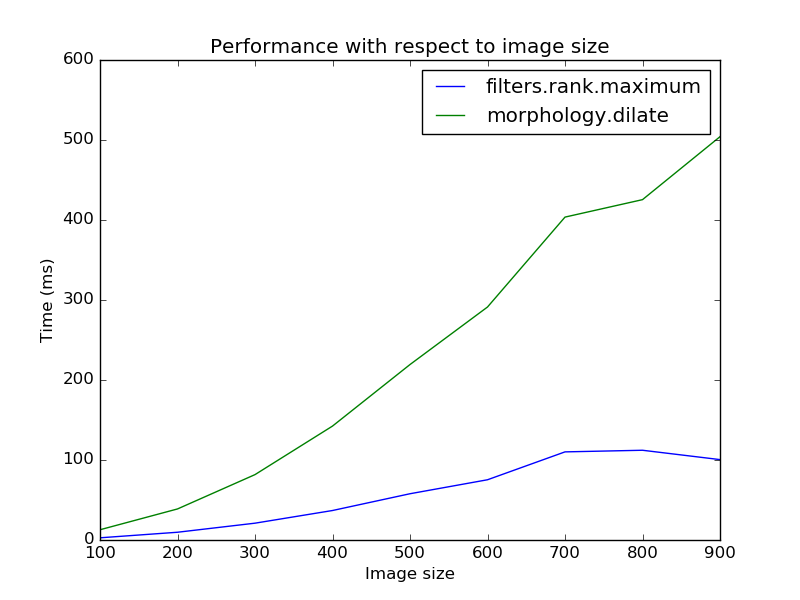 Performance with respect to image size
filters.rank.maximum
morphology.dilate
600
500
400
300
200
100
0
Time (ms)
100 200 300 400 500 600 700 800 900
Image size